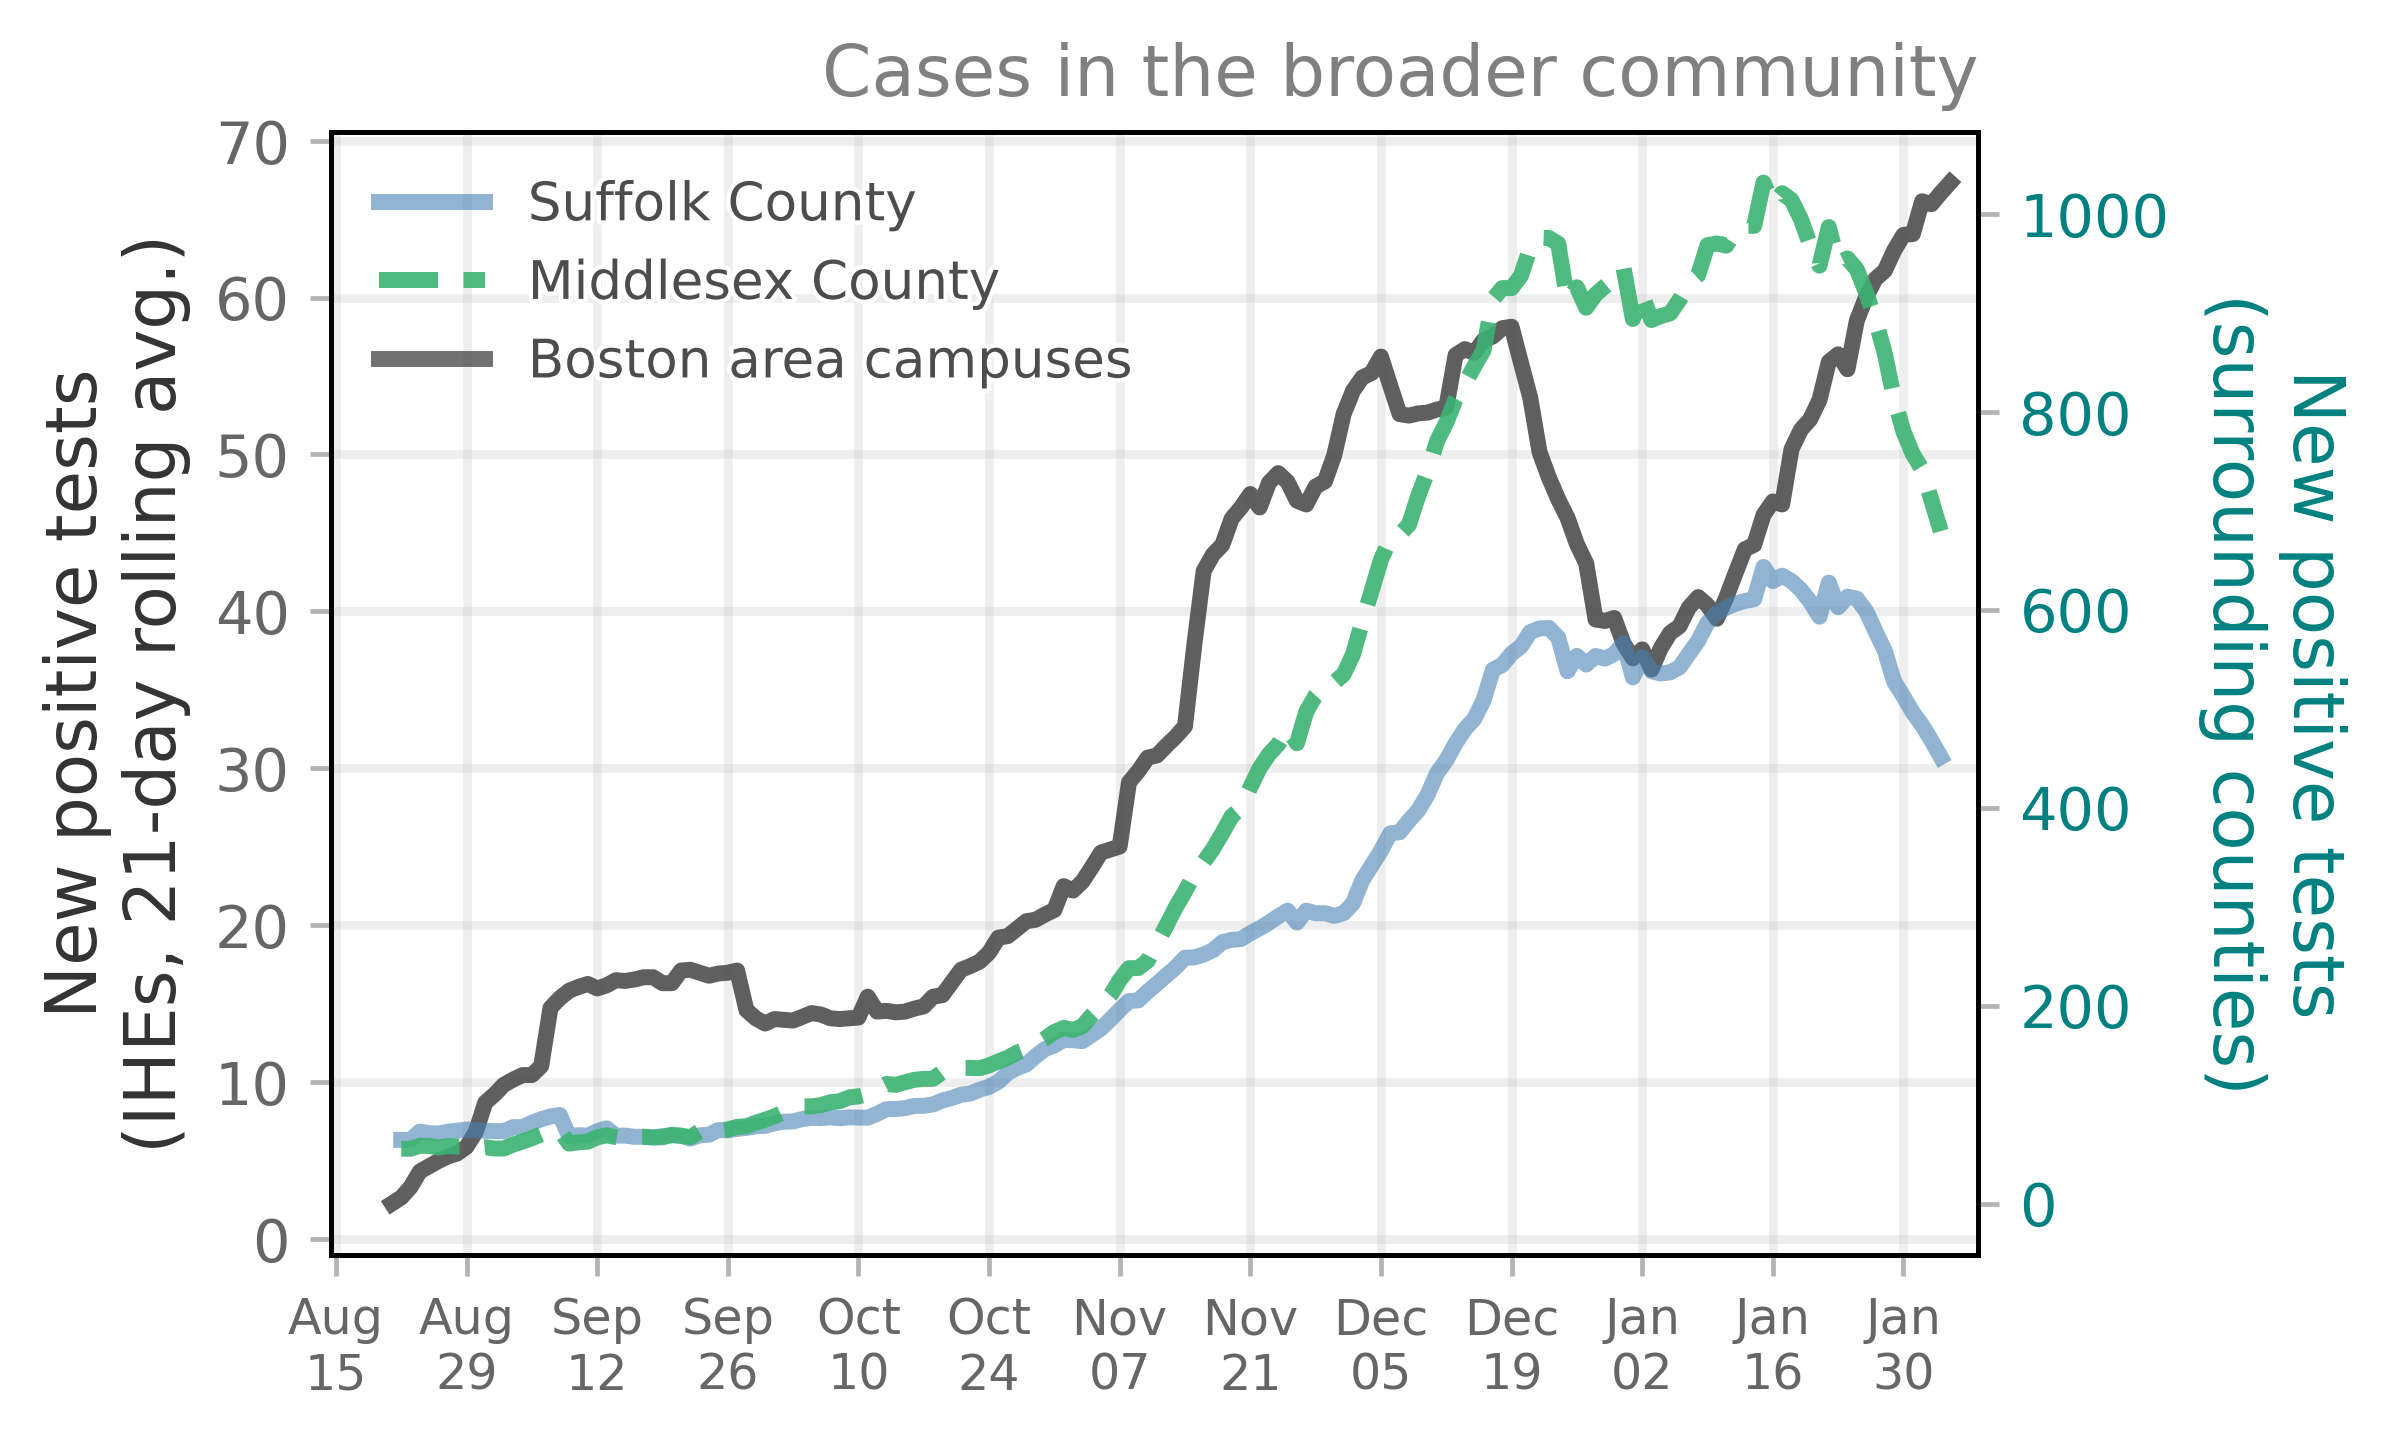 Cases in the broader community
New positive tests
(IHEs, 21-day rolling avg.)
70
60
50
40
30
20
10
0
Suffolk County
Middlesex County
Boston area campuses
1000
800
600
400
200
0
New positive tests
(surrounding counties)
Aug Aug Sep Sep Oct Oct Nov Nov Dec Dec Jan Jan Jan
15 29 12 26 10 24 07 21 05 19 02 16 30